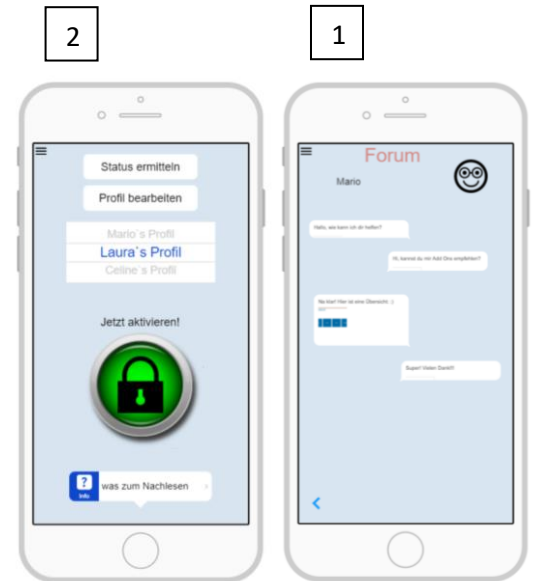 2
1
Status ermitteln
Profil bearbeiten
Mario´s Profil
Laura´s Profil
Celine´s Profil
Jetzt aktivieren!
?
Info
was zum Nachlesen
Forum
Mario
Hallo, wie kann ich dir helfen?
Hi, kannst du mir Add Ons empfehlen?
Na klar! Hier ist eine Übersicht. :)
Super! Vielen Dank!!!